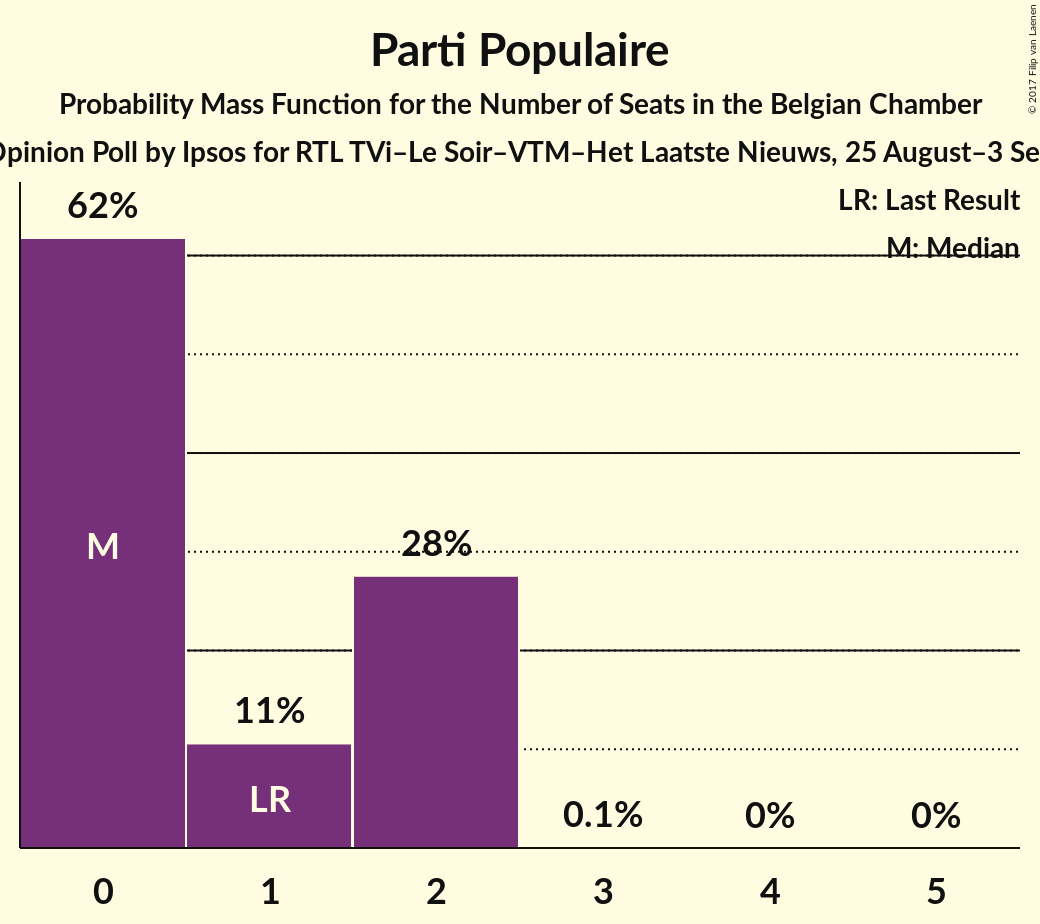 Parti Populaire
Probability Mass Function for the Number of Seats in the Belgian Chamber
Opinion Poll by Ipsos for RTL TVi–Le Soir–VTM–Het Laatste Nieuws, 25 August–3 Se
© 2017 Filip van Laenen
LR: Last Result
M: Median
62%
M
11%
LR
28%
0.1%
0%
0%
0 1 2 3 4 5